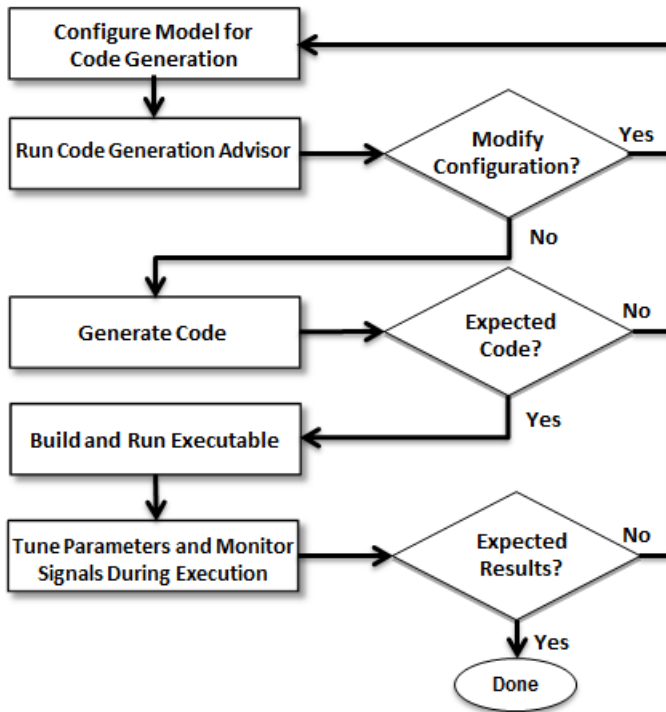 Configure Model for
Code Generation
Run Code Generation Advisor
Modify
Configuration?
Yes
No
Generate Code
Expected
Code?
No
Yes
Build and Run Executable
Tune Parameters and Monitor
Signals During Execution
Expected
Results?
No
Yes
Done